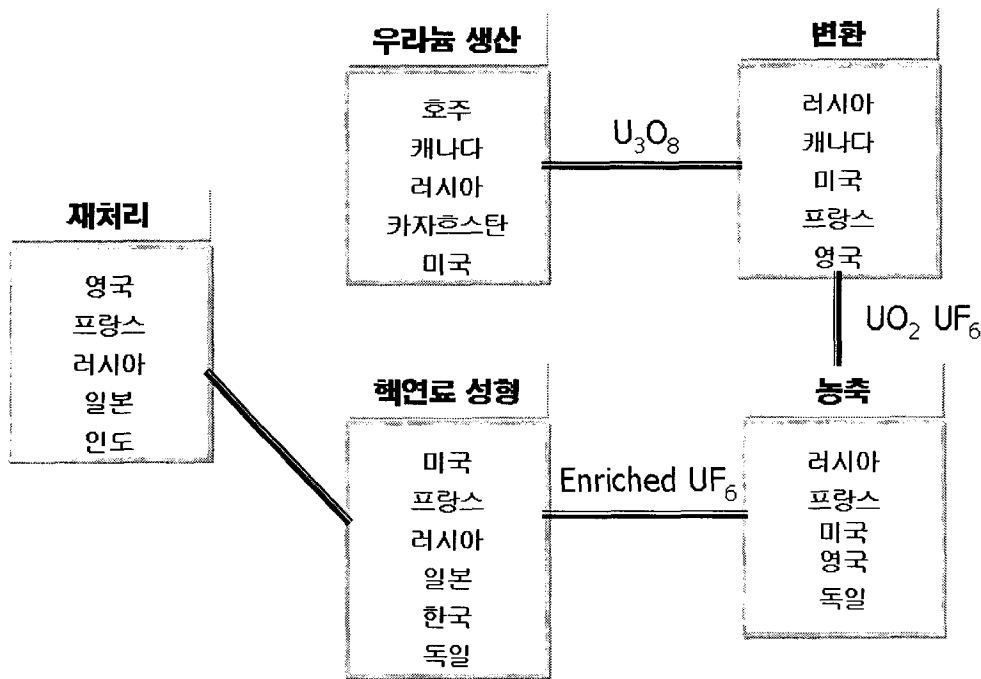 우라늄 생산
호주
캐나다
러시아
카자흐스탄
미국
U₃O₈
변환
러시아
캐나다
미국
프랑스
영국
UO₂ UF₆
재처리
영국
프랑스
러시아
일본
인도
핵연료 성형
미국
프랑스
러시아
일본
한국
독일
Enriched UF₆
농축
러시아
프랑스
미국
영국
독일